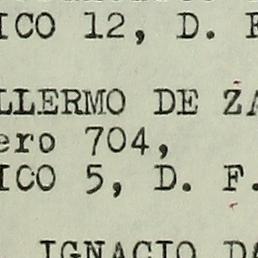 ICO 12, D. F
LLERMO DE ZA
ero 704,
ICO 5, D. F.
IGNACIO DA